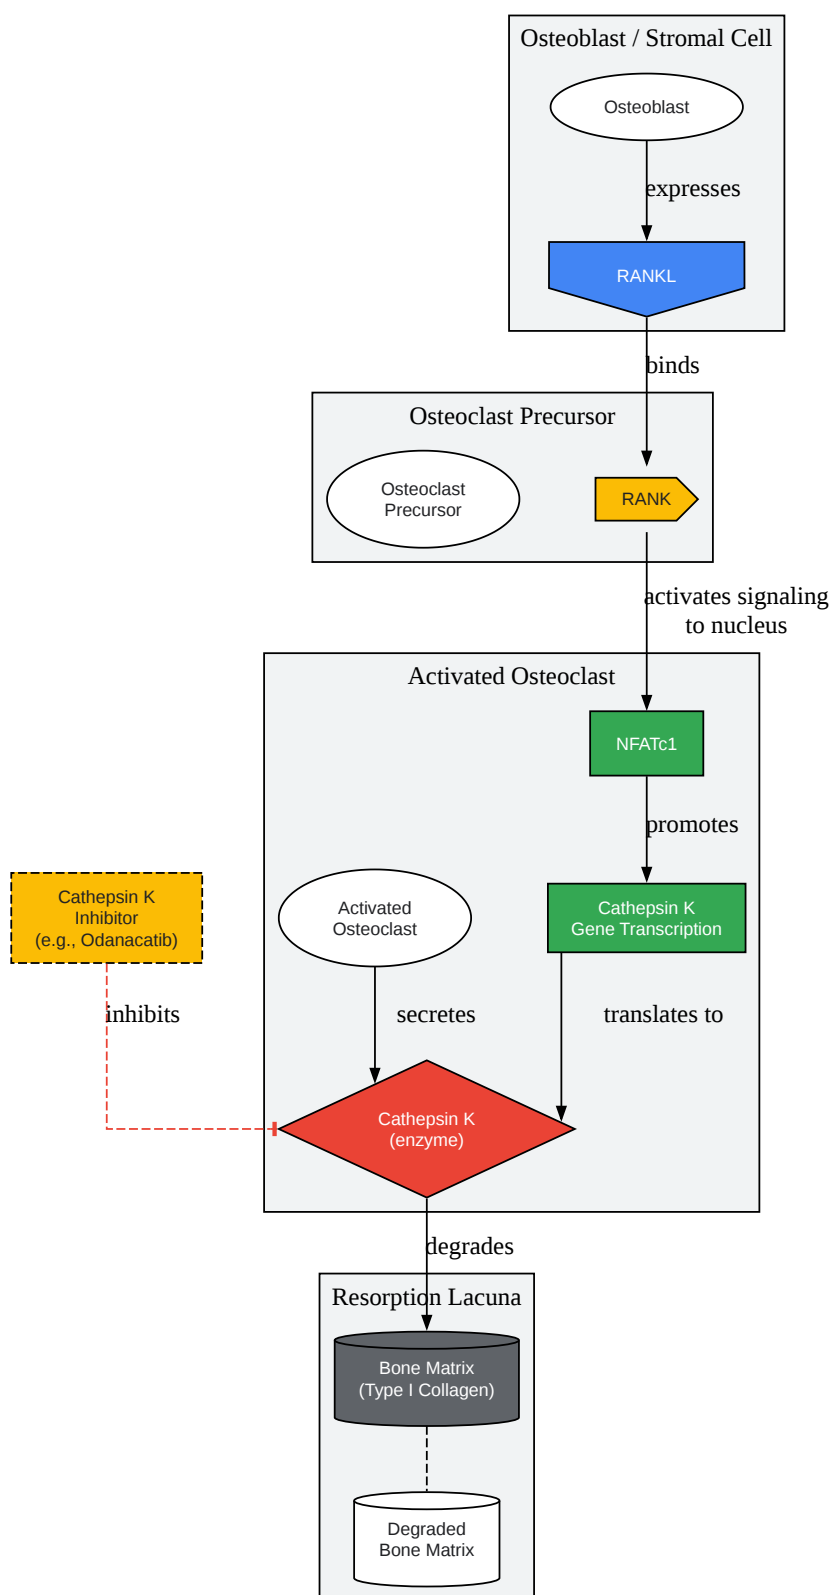 Osteoblast / Stromal Cell
Osteoblast
expresses
RANKL
binds
Osteoclast Precursor
Osteoclast
Precursor
RANK
activates signaling
to nucleus
Activated Osteoclast
NFATc1
promotes
Cathepsin K
Inhibitor
(e.g., Odanacatib)
Activated
Osteoclast
Cathepsin K
Gene Transcription
inhibits
secretes
translates to
Cathepsin K
(enzyme)
degrades
Resorption Lacuna
Bone Matrix
(Type I Collagen)
Degraded
Bone Matrix